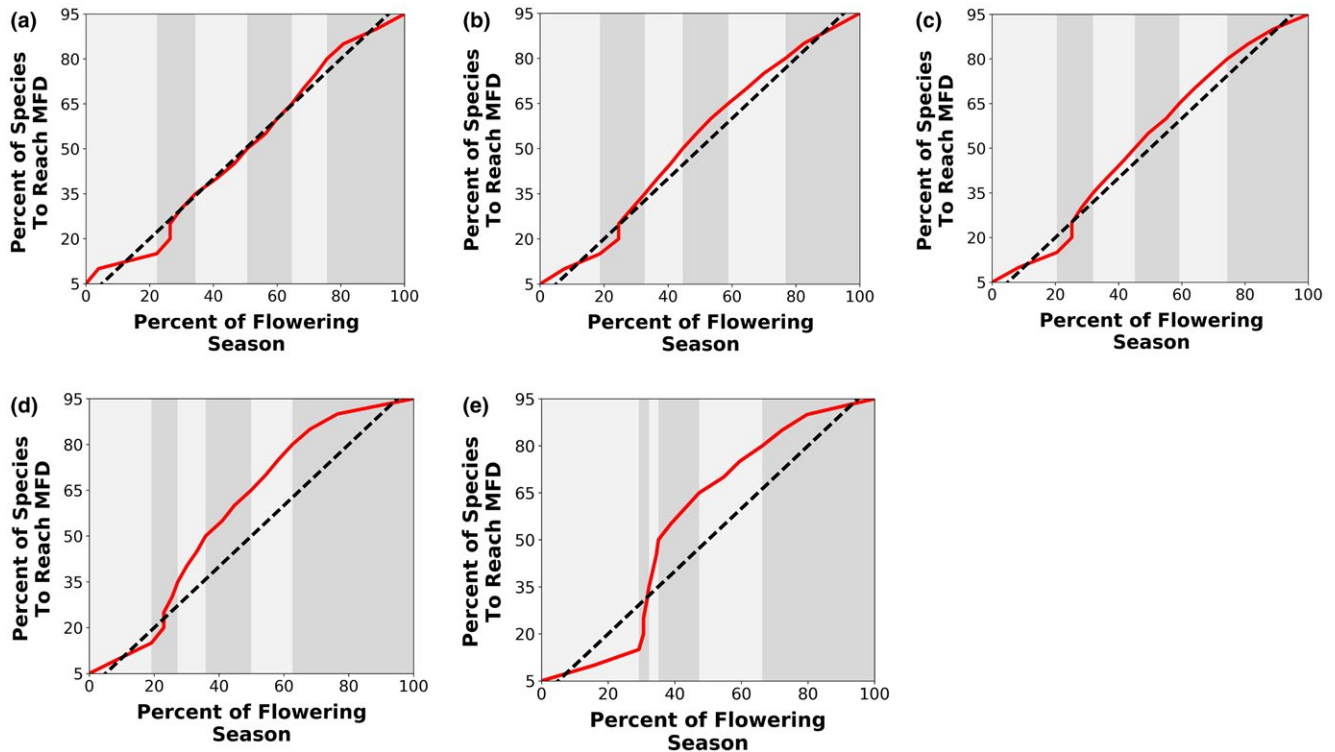 (a)
95
80
65
50
35
20
5
0 20 40 60 80 100
Percent of Species
To Reach MFD
Percent of Flowering
Season
(b)
95
80
65
50
35
20
5
0 20 40 60 80 100
Percent of Species
To Reach MFD
Percent of Flowering
Season
(c)
95
80
65
50
35
20
5
0 20 40 60 80 100
Percent of Species
To Reach MFD
Percent of Flowering
Season
(d)
95
80
65
50
35
20
5
0 20 40 60 80 100
Percent of Species
To Reach MFD
Percent of Flowering
Season
(e)
95
80
65
50
35
20
5
0 20 40 60 80 100
Percent of Species
To Reach MFD
Percent of Flowering
Season